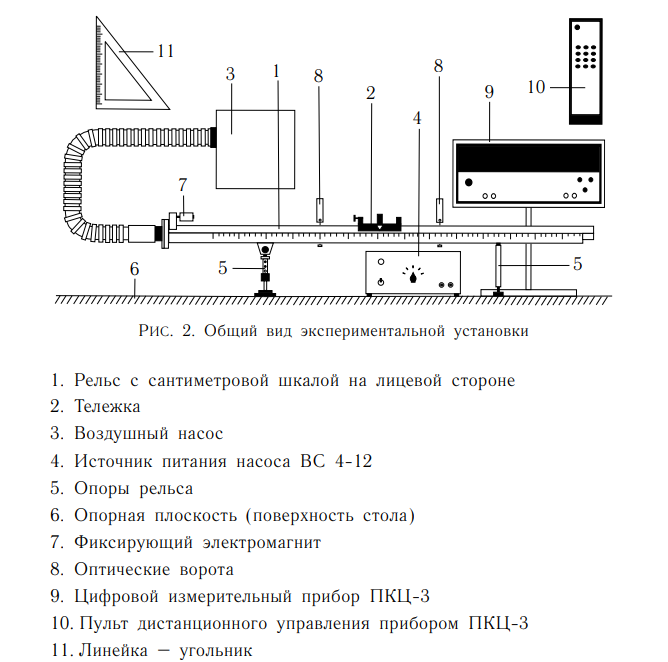 11
3
1
8
2
8
4
9
10
7
5
5
6
Рис. 2. Общий вид экспериментальной установки
1. Рельс с сантиметровой шкалой на лицевой стороне
2. Тележка
3. Воздушный насос
4. Источник питания насоса ВС 4-12
5. Опоры рельса
6. Опорная плоскость (поверхность стола)
7. Фиксирующий электромагнит
8. Оптические ворота
9. Цифровой измерительный прибор ПКЦ-3
10. Пульт дистанционного управления прибором ПКЦ-3
11. Линейка – угольник